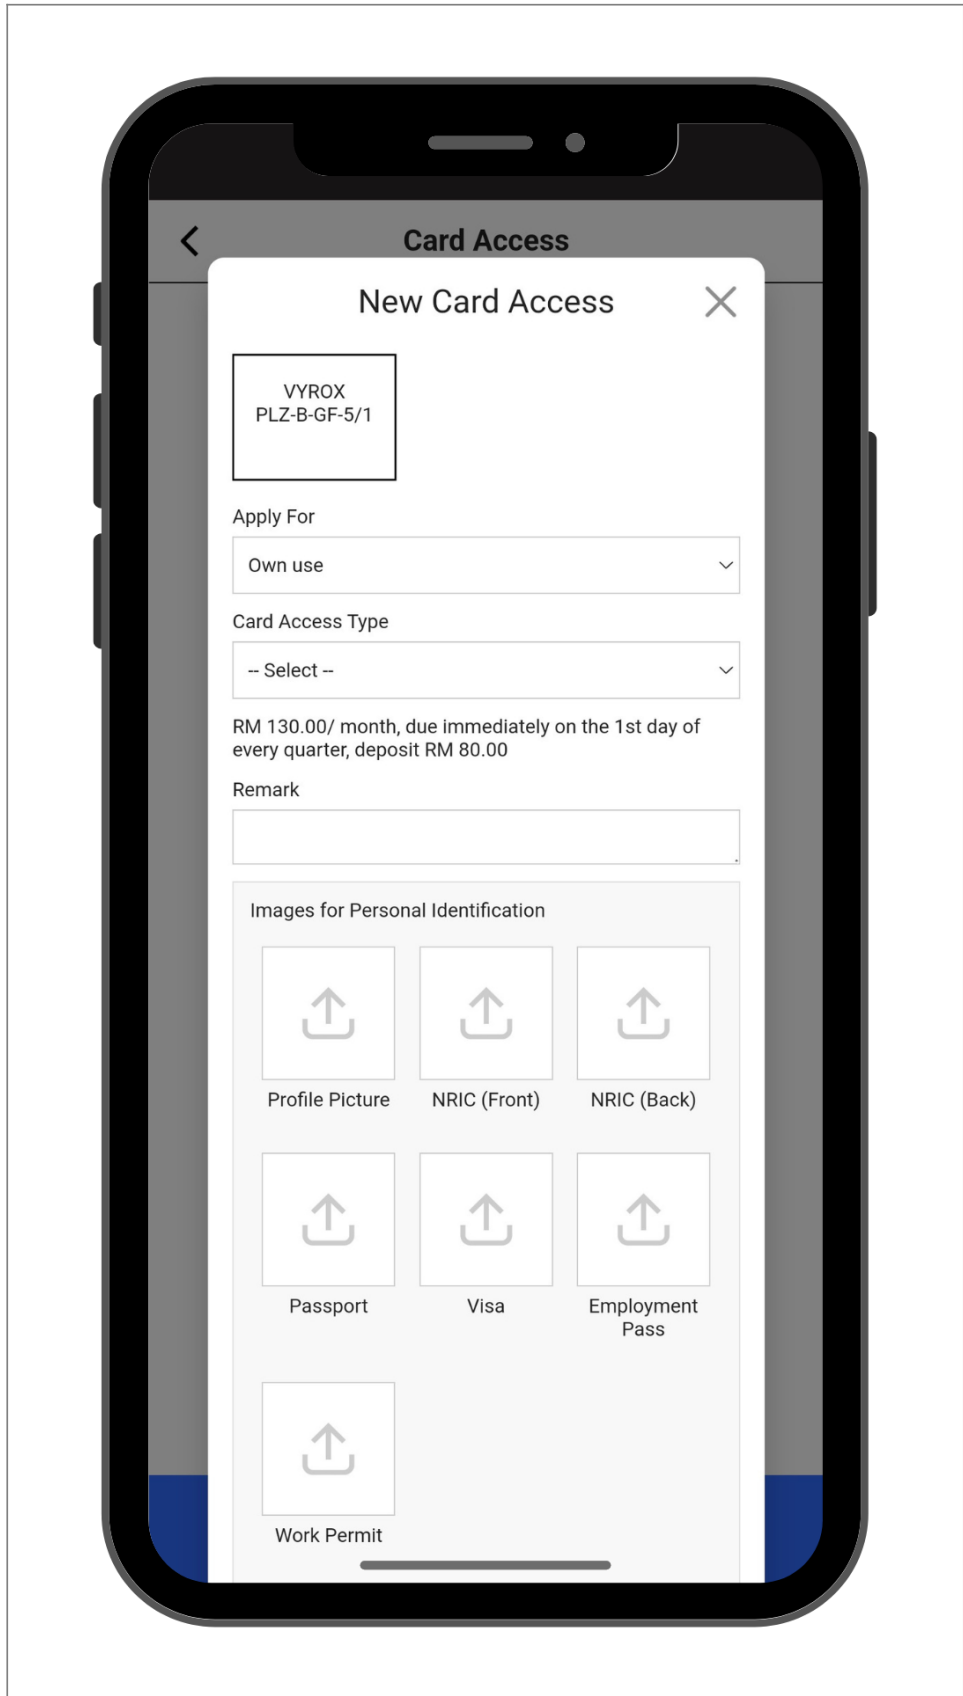 Card Access
New Card Access
VYROX
PLZ-B-GF-5/1
Apply For
Own use
Card Access Type
-- Select --
RM 130.00/ month, due immediately on the 1st day of
every quarter, deposit RM 80.00
Remark
Images for Personal Identification
Profile Picture
NRIC (Front)
NRIC (Back)
Passport
Visa
Employment
Pass
Work Permit